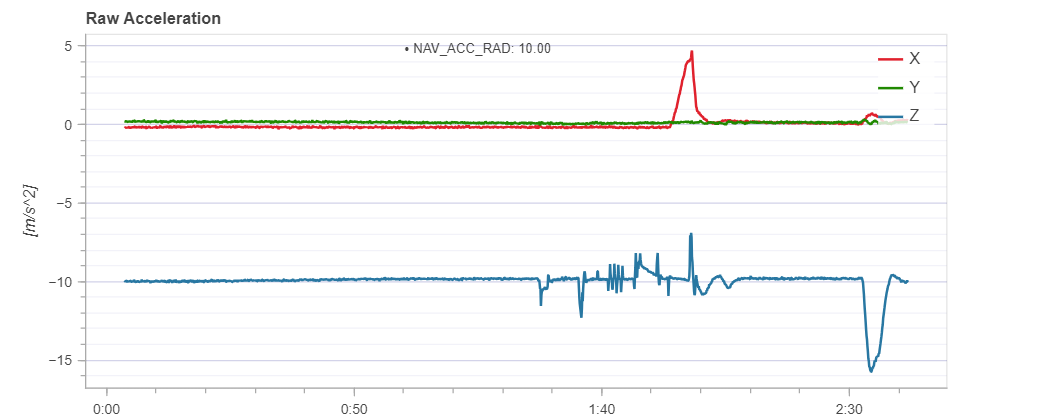 Raw Acceleration
• NAV_ACC_RAD: 10.00
X
Y
Z
5
0
−5
−10
−15
[m/s^2]
0:00
0:50
1:40
2:30